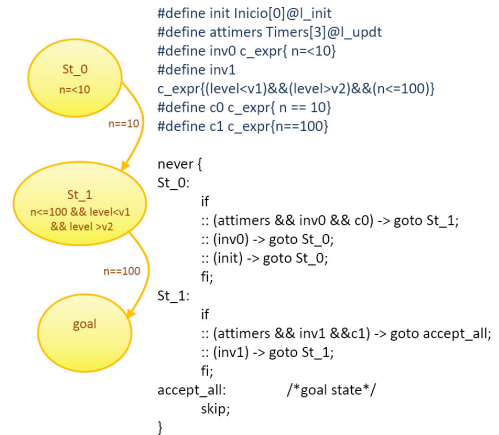 St_0
n=<10
n==10
St_1
n<=100 && level<v1
&& level >v2
n==100
goal
#define init Inicio[0]@l_init
#define attimers Timers[3]@l_updt
#define inv0 c_expr{ n=<10}
#define inv1
c_expr{(level<v1)&&(level>v2)&&(n<=100)}
#define c0 c_expr{ n == 10}
#define c1 c_expr{n==100}
never {
St_0:
if
:: (attimers && inv0 && c0) -> goto St_1;
:: (inv0) -> goto St_0;
:: (init) -> goto St_0;
fi;
St_1:
if
:: (attimers && inv1 &&c1) -> goto accept_all;
:: (inv1) -> goto St_1;
fi;
accept_all: /*goal state*/
skip;
}